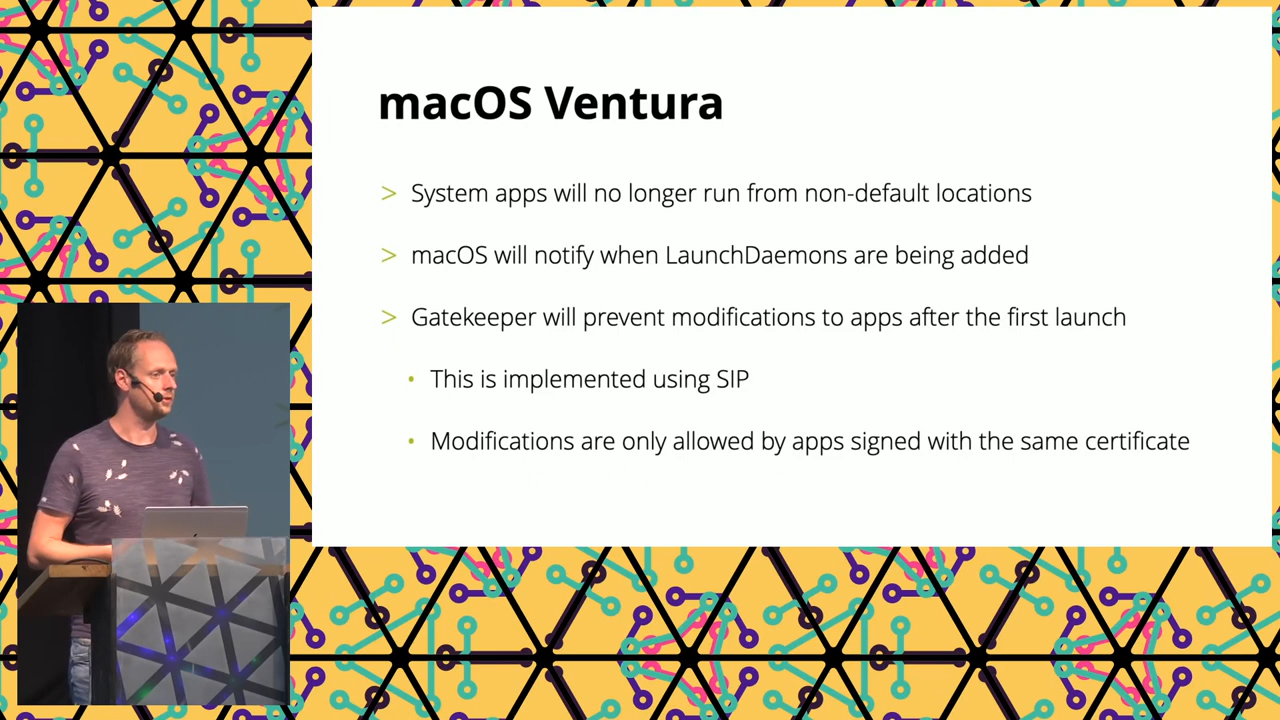 macOS Ventura
> System apps will no longer run from non-default locations
> macOS will notify when LaunchDaemons are being added
> Gatekeeper will prevent modifications to apps after the first launch
• This is implemented using SIP
• Modifications are only allowed by apps signed with the same certificate